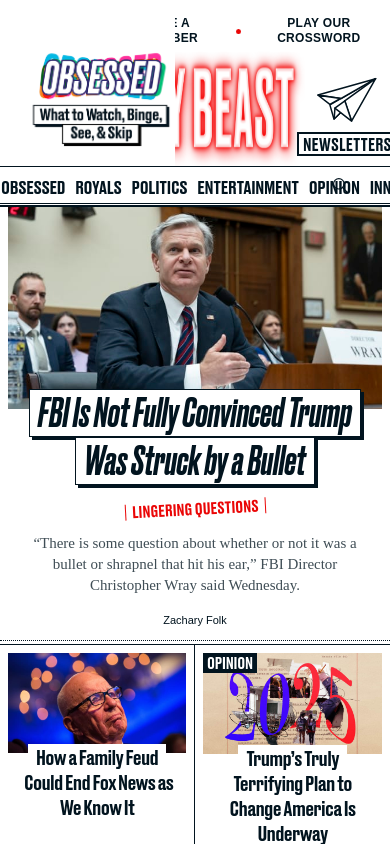 E A
BER
PLAY OUR
CROSSWORD
OBSESSED
What to Watch, Binge,
See, & Skip
Y BEAST
NEWSLETTERS
OBSESSED ROYALS POLITICS ENTERTAINMENT OPINION INN
DIRECTOR
WRAY
FBI Is Not Fully Convinced Trump
Was Struck by a Bullet
LINGERING QUESTIONS
“There is some question about whether or not it was a
bullet or shrapnel that hit his ear,” FBI Director
Christopher Wray said Wednesday.
Zachary Folk
How a Family Feud
Could End Fox News as
We Know It
OPINION
2025
Trump’s Truly
Terrifying Plan to
Change America Is
Underway